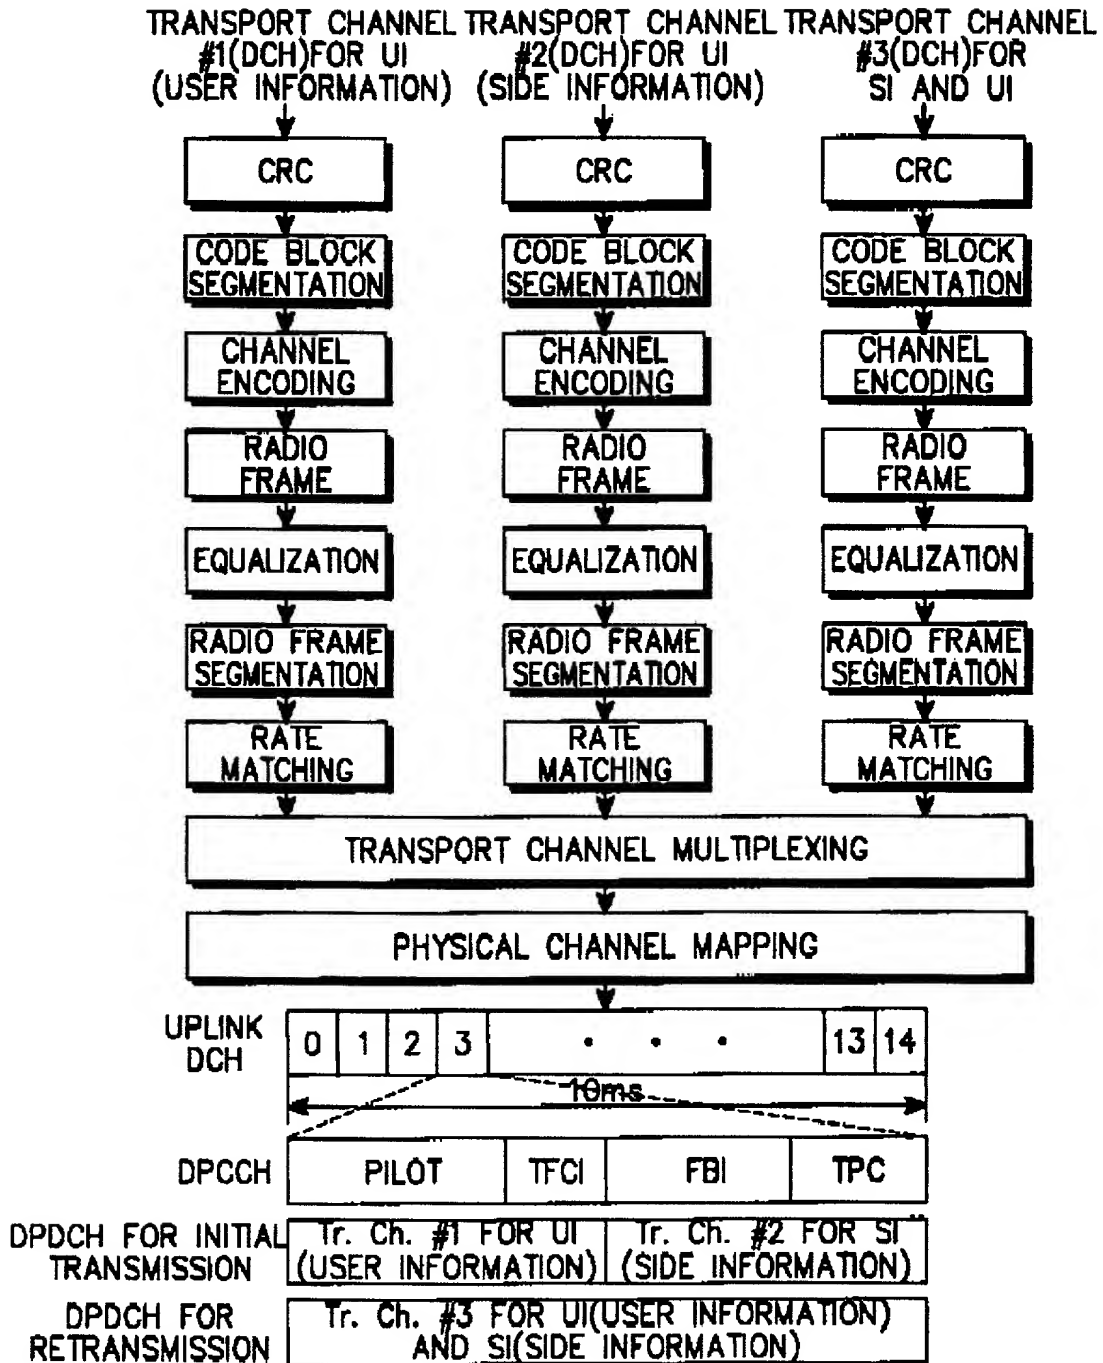 TRANSPORT CHANNEL TRANSPORT CHANNEL TRANSPORT CHANNEL
#1(DCH)FOR UI #2(DCH)FOR UI #3(DCH)FOR
(USER INFORMATION) (SIDE INFORMATION) SI AND UI
CRC CRC CRC
CODE BLOCK CODE BLOCK CODE BLOCK
SEGMENTATION SEGMENTATION SEGMENTATION
CHANNEL CHANNEL CHANNEL
ENCODING ENCODING ENCODING
RADIO RADIO RADIO
FRAME FRAME FRAME
EQUALIZATION EQUALIZATION EQUALIZATION
RADIO FRAME RADIO FRAME RADIO FRAME
SEGMENTATION SEGMENTATION SEGMENTATION
RATE RATE RATE
MATCHING MATCHING MATCHING
TRANSPORT CHANNEL MULTIPLEXING
PHYSICAL CHANNEL MAPPING
UPLINK
DCH
0 1 2 3 • • • 13 14
10ms
DPCCH PILOT TFCI FBI TPC
DPDCH FOR INITIAL
TRANSMISSION
Tr. Ch. #1 FOR UI
(USER INFORMATION)
Tr. Ch. #2 FOR SI
(SIDE INFORMATION)
DPDCH FOR
RETRANSMISSION
Tr. Ch. #3 FOR UI(USER INFORMATION)
AND SI(SIDE INFORMATION)